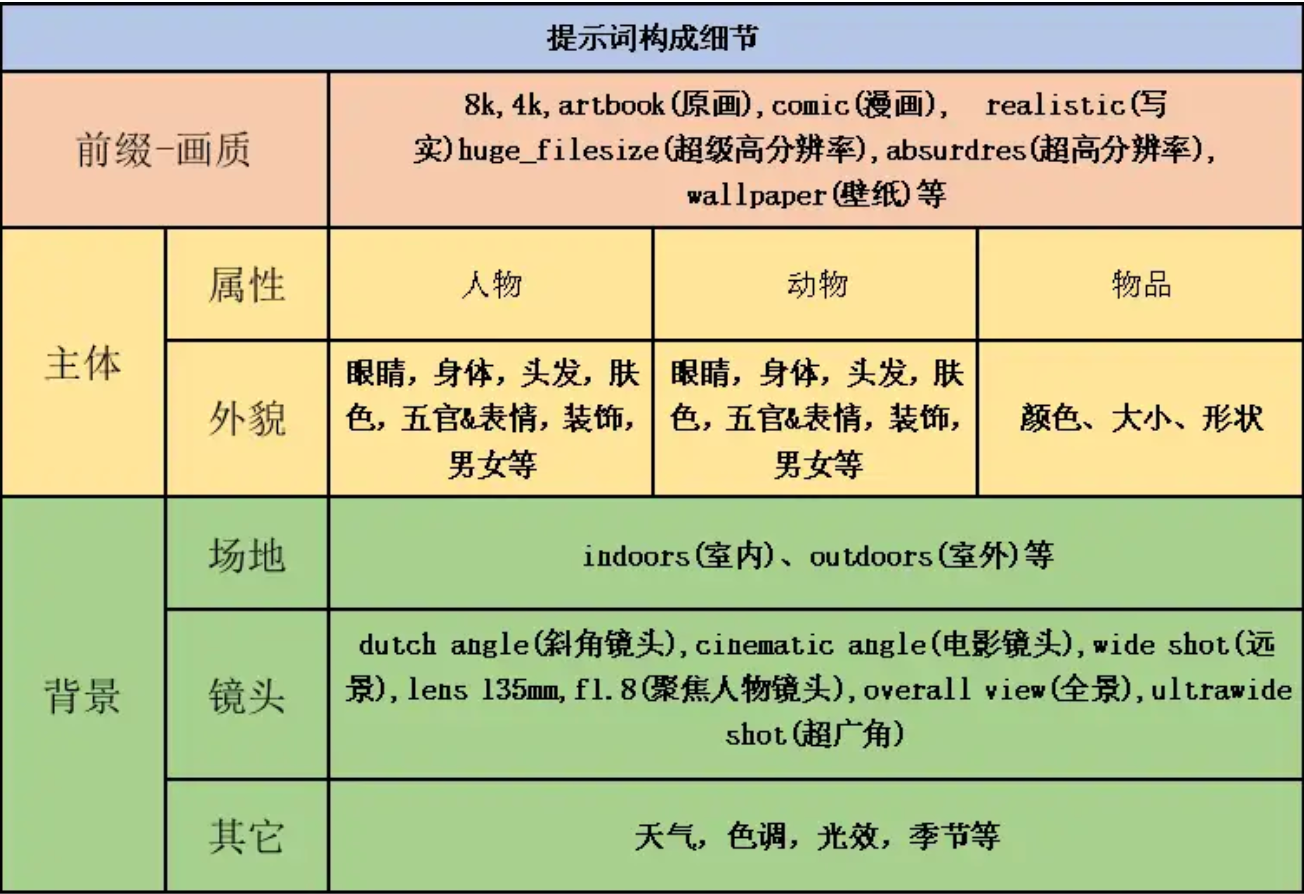 提示词构成细节
前缀-画质
8k,4k,artbook(原画),comic(漫画), realistic(写
实)huge_filesize(超级高分辨率),absurdres(超高分辨率),
wallpaper(壁纸)等
主体
属性
人物
动物
物品
外貌
眼睛，身体，头发，肤
色，五官&表情，装饰，
男女等
眼睛，身体，头发，肤
色，五官&表情，装饰，
男女等
颜色、大小、形状
背景
场地
indoors(室内)、outdoors(室外)等
镜头
dutch angle(斜角镜头),cinematic angle(电影镜头),wide shot(远
景),lens 135mm,f1.8(聚焦人物镜头),overall view(全景),ultrawide
shot(超广角)
其它
天气，色调，光效，季节等